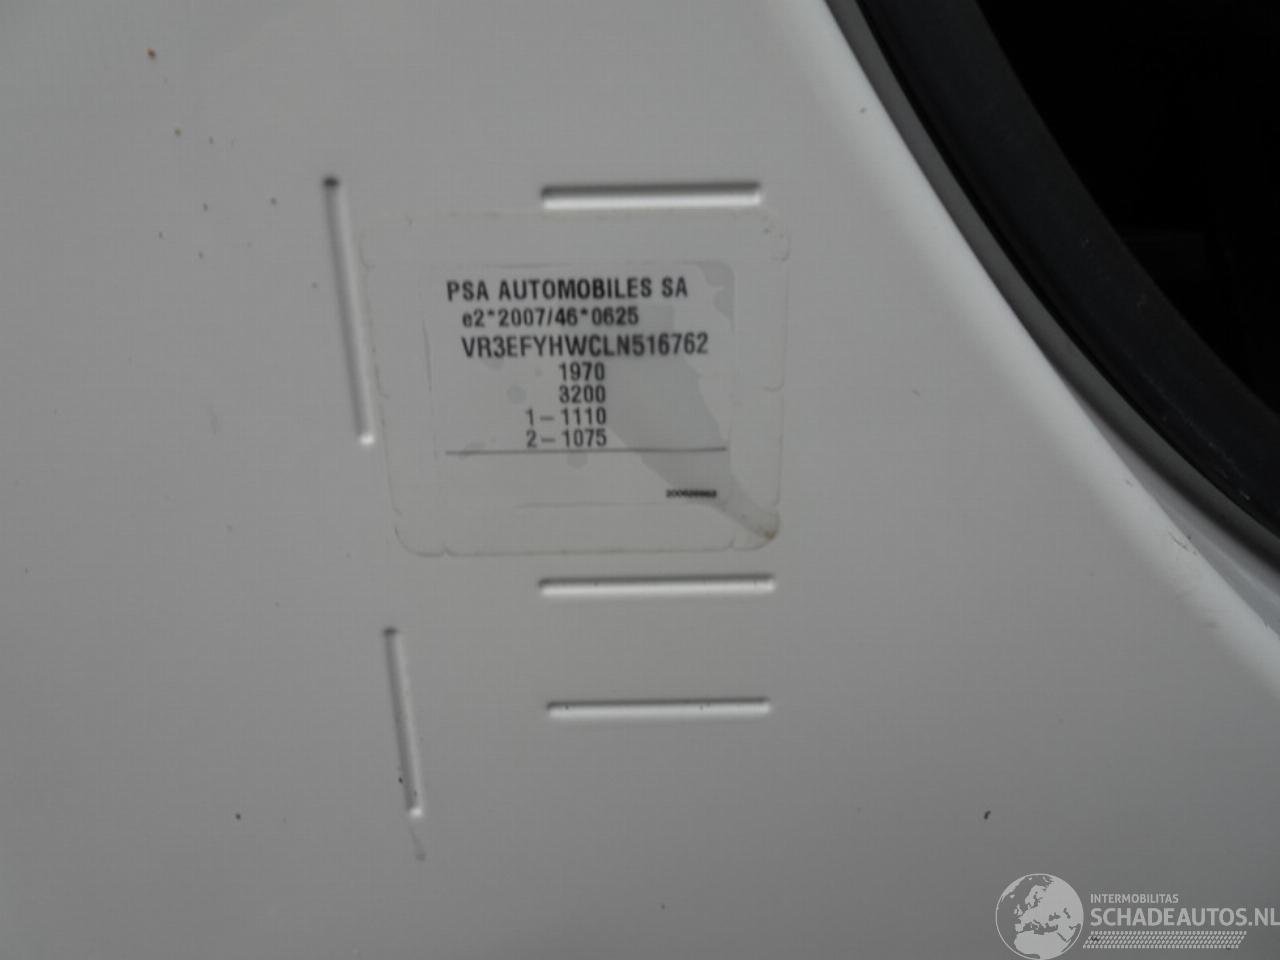 PSA AUTOMOBILES SA
e2*2007/46*0625
VR3EFYHWCLN516762
1970
3200
1-1110
2-1075
INTERMOBILITAS
SCHADEAUTOS.NL